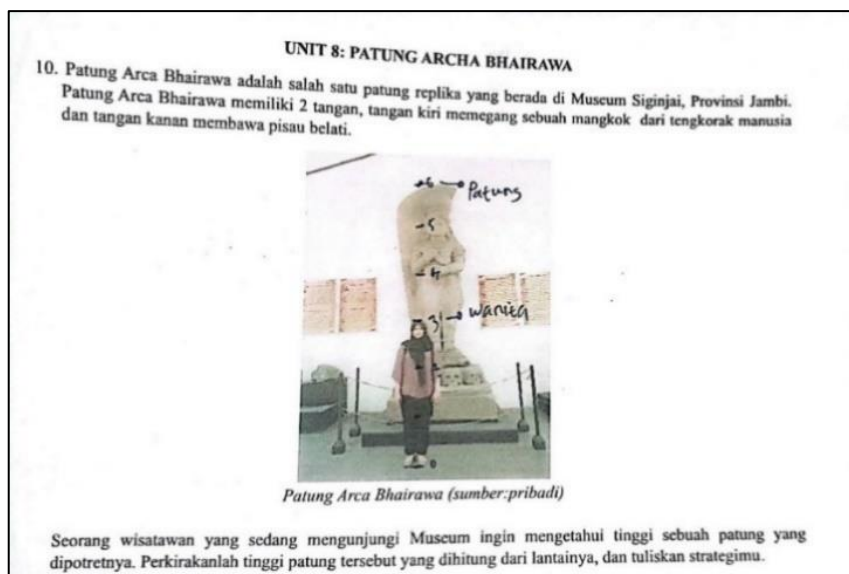 UNIT 8: PATUNG ARCHA BHAIRAWA
10. Patung Arca Bhairawa adalah salah satu patung replika yang berada di Museum Siginjai, Provinsi Jambi.
Patung Arca Bhairawa memiliki 2 tangan, tangan kiri memegang sebuah mangkok dari tengkorak manusia
dan tangan kanan membawa pisau belati.
6 Patung
5
4
3 wanita
0
Patung Arca Bhairawa (sumber:pribadi)
Seorang wisatawan yang sedang mengunjungi Museum ingin mengetahui tinggi sebuah patung yang
dipotretnya. Perkirakanlah tinggi patung tersebut yang dihitung dari lantainya, dan tuliskan strategimu.